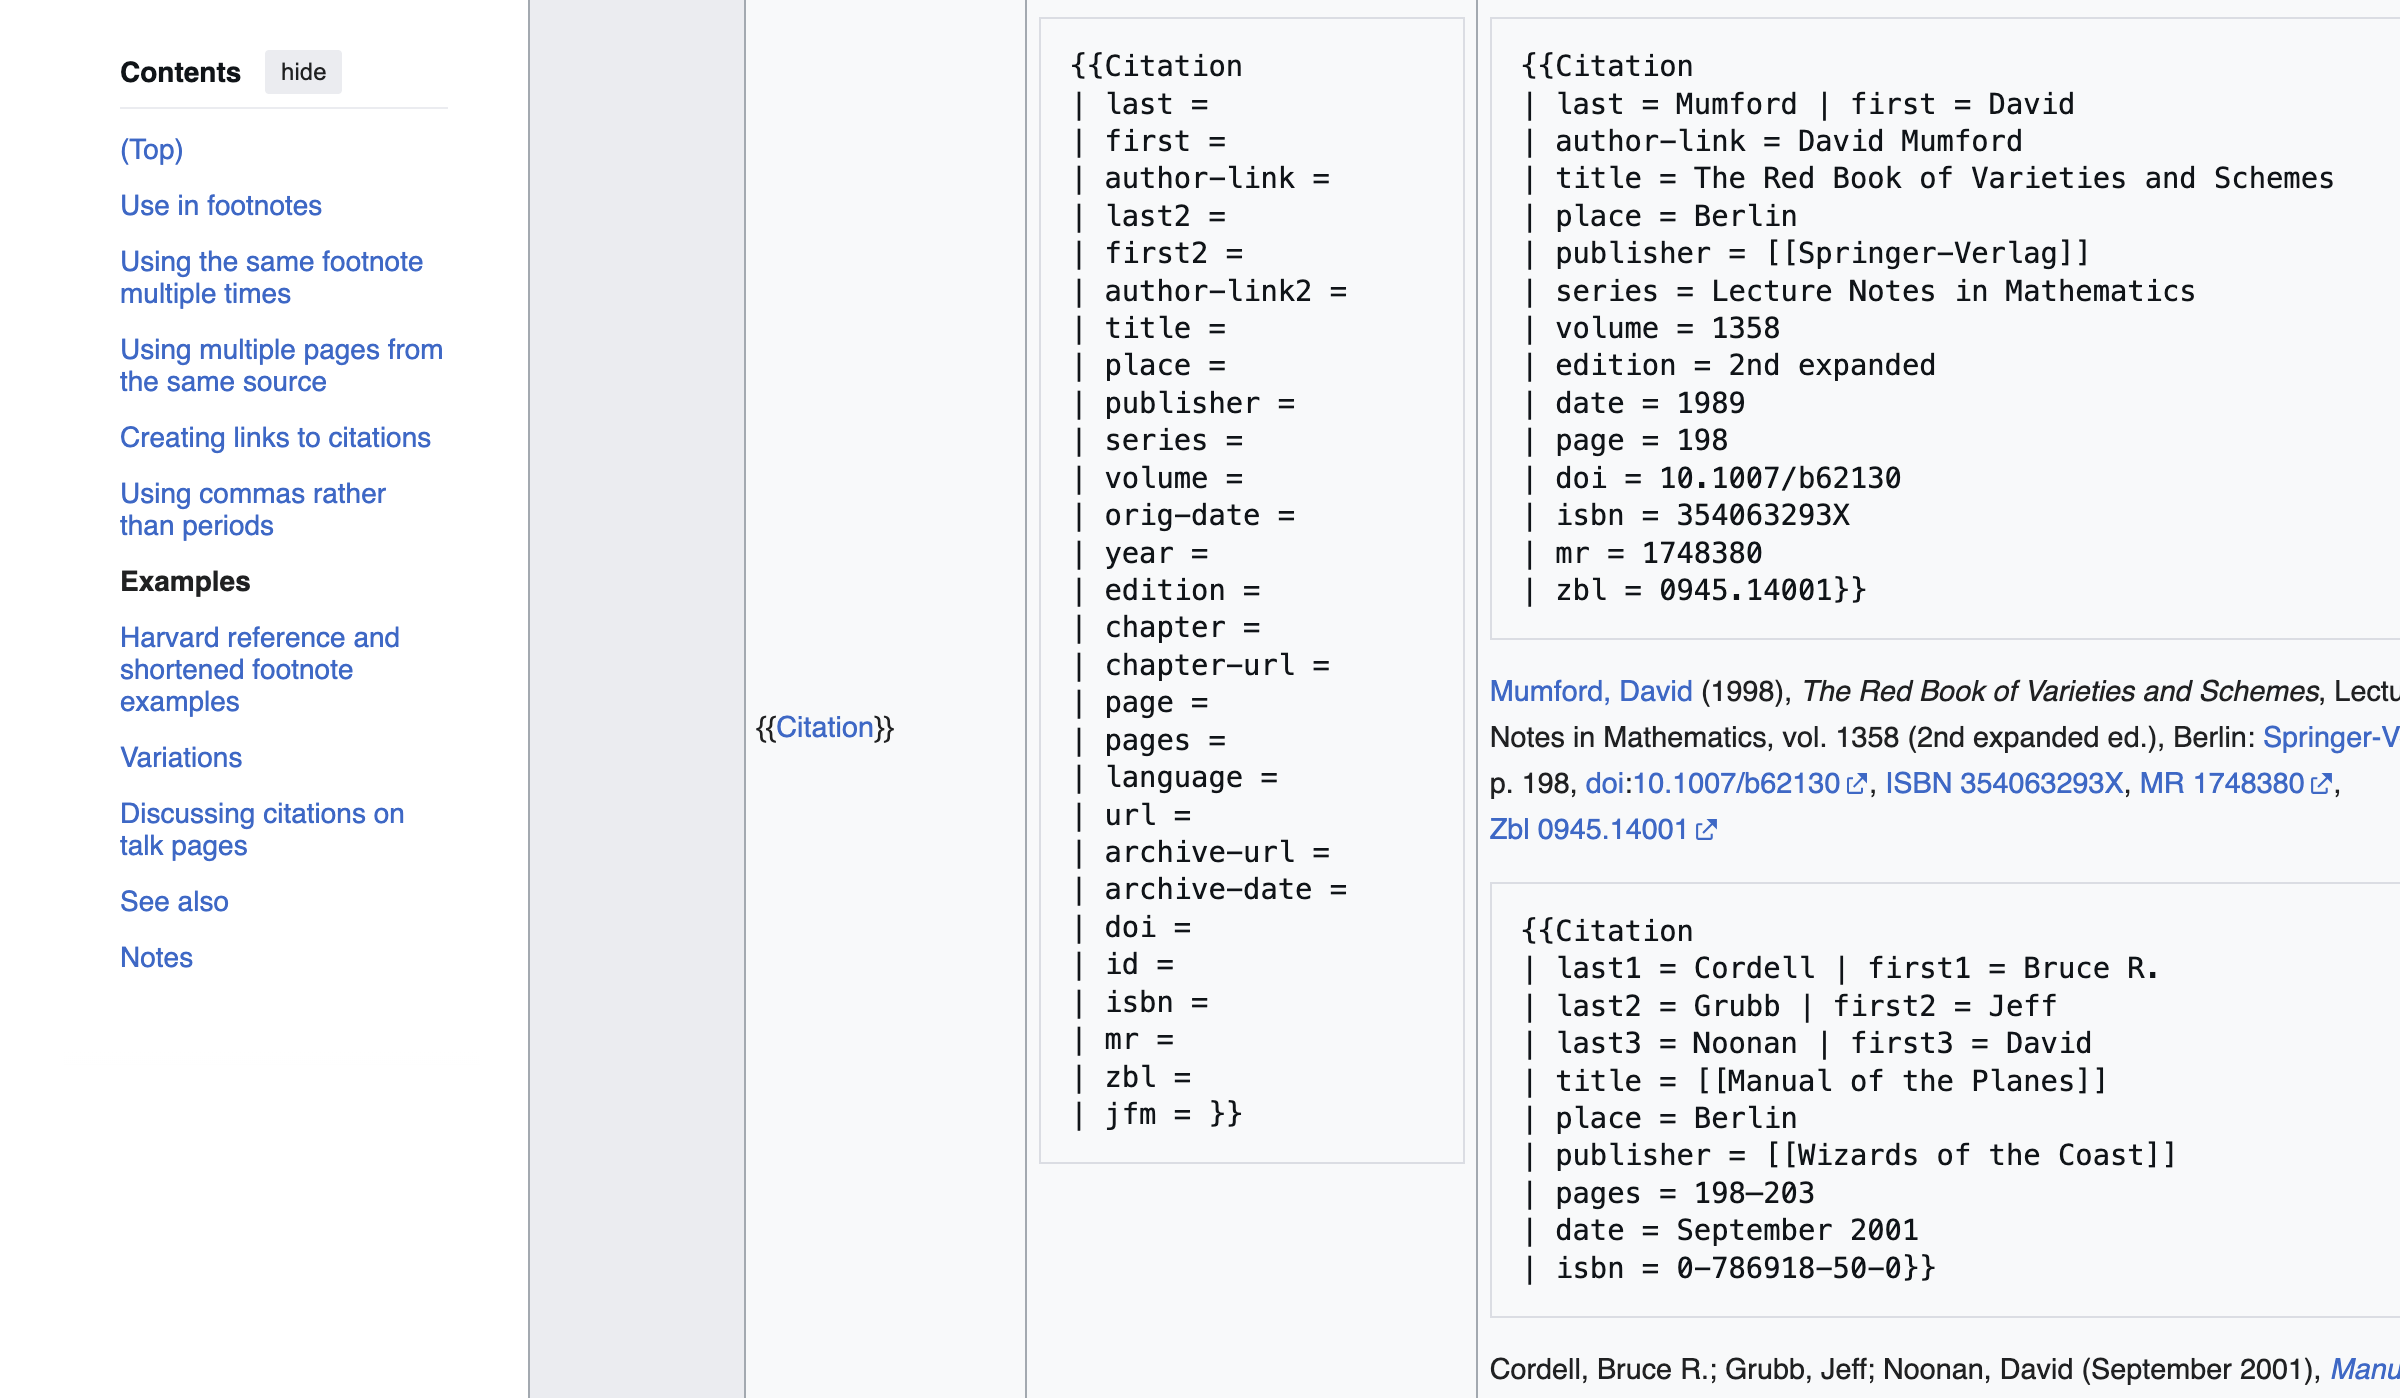 Contents hide
(Top)
Use in footnotes
Using the same footnote
multiple times
Using multiple pages from
the same source
Creating links to citations
Using commas rather
than periods
Examples
Harvard reference and
shortened footnote
examples
Variations
Discussing citations on
talk pages
See also
Notes
{{Citation}}
{{Citation
| last =
| first =
| author-link =
| last2 =
| first2 =
| author-link2 =
| title =
| place =
| publisher =
| series =
| volume =
| orig-date =
| year =
| edition =
| chapter =
| chapter-url =
| page =
| pages =
| language =
| url =
| archive-url =
| archive-date =
| doi =
| id =
| isbn =
| mr =
| zbl =
| jfm = }}
{{Citation
| last = Mumford | first = David
| author-link = David Mumford
| title = The Red Book of Varieties and Schemes
| place = Berlin
| publisher = [[Springer-Verlag]]
| series = Lecture Notes in Mathematics
| volume = 1358
| edition = 2nd expanded
| date = 1989
| page = 198
| doi = 10.1007/b62130
| isbn = 354063293X
| mr = 1748380
| zbl = 0945.14001}}
Mumford, David (1998), The Red Book of Varieties and Schemes, Lectu
Notes in Mathematics, vol. 1358 (2nd expanded ed.), Berlin: Springer-V
p. 198, doi:10.1007/b62130, ISBN 354063293X, MR 1748380,
Zbl 0945.14001
{{Citation
| last1 = Cordell | first1 = Bruce R.
| last2 = Grubb | first2 = Jeff
| last3 = Noonan | first3 = David
| title = [[Manual of the Planes]]
| place = Berlin
| publisher = [[Wizards of the Coast]]
| pages = 198–203
| date = September 2001
| isbn = 0-786918-50-0}}
Cordell, Bruce R.; Grubb, Jeff; Noonan, David (September 2001), Manu